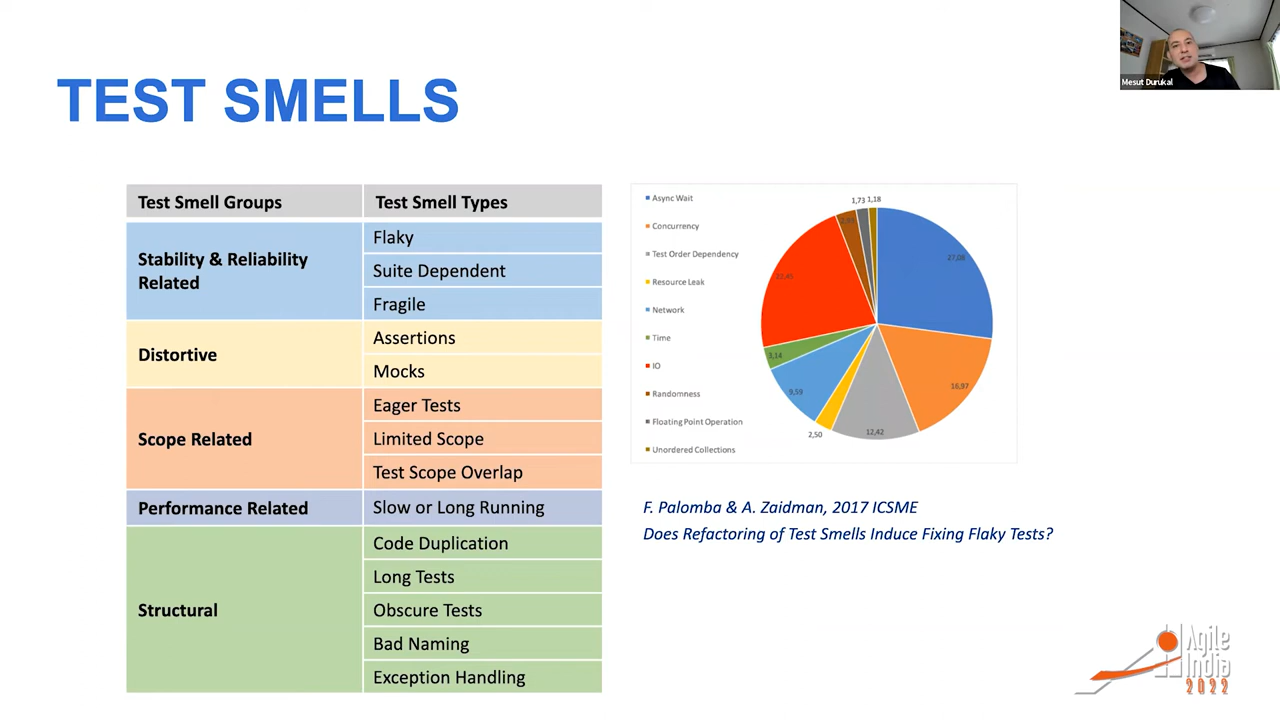 Mesut Durukal
TEST SMELLS
Test Smell Groups
Test Smell Types
Stability & Reliability
Related
Flaky
Suite Dependent
Fragile
Distortive
Assertions
Mocks
Scope Related
Eager Tests
Limited Scope
Test Scope Overlap
Performance Related
Slow or Long Running
Structural
Code Duplication
Long Tests
Obscure Tests
Bad Naming
Exception Handling
Async Wait
Concurrency
Test Order Dependency
Resource Leak
Network
Time
IO
Randomness
Floating Point Operation
Unordered Collections
1,73
1,18
27,08
22,45
3,14
16,97
9,59
2,50
12,42
F. Palomba & A. Zaidman, 2017 ICSME
Does Refactoring of Test Smells Induce Fixing Flaky Tests?
Agile
India
2022